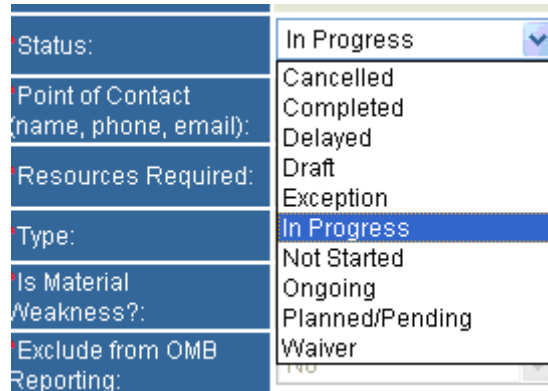 *Status:
In Progress
Cancelled
Completed
Delayed
Draft
Exception
In Progress
Not Started
Ongoing
Planned/Pending
Waiver
*Point of Contact
(name, phone, email):
*Resources Required:
*Type:
*Is Material
Weakness?:
*Exclude from OMB
Reporting:
No